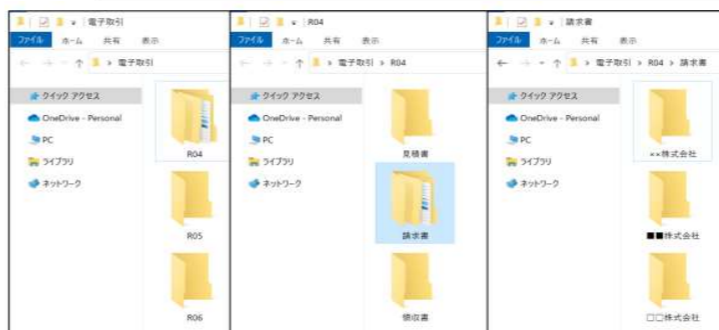 電子取引
ファイル ホーム 共有 表示
電子取引
クイック アクセス
OneDrive - Personal
PC
ライブラリ
ネットワーク
R04
R05
R06
R04
ファイル ホーム 共有 表示
電子取引 > R04
クイック アクセス
OneDrive - Personal
PC
ライブラリ
ネットワーク
見積書
請求書
領収書
請求書
ファイル ホーム 共有 表示
電子取引 > R04 > 請求書
クイック アクセス
OneDrive - Personal
PC
ライブラリ
ネットワーク
××株式会社
■■株式会社
□□株式会社